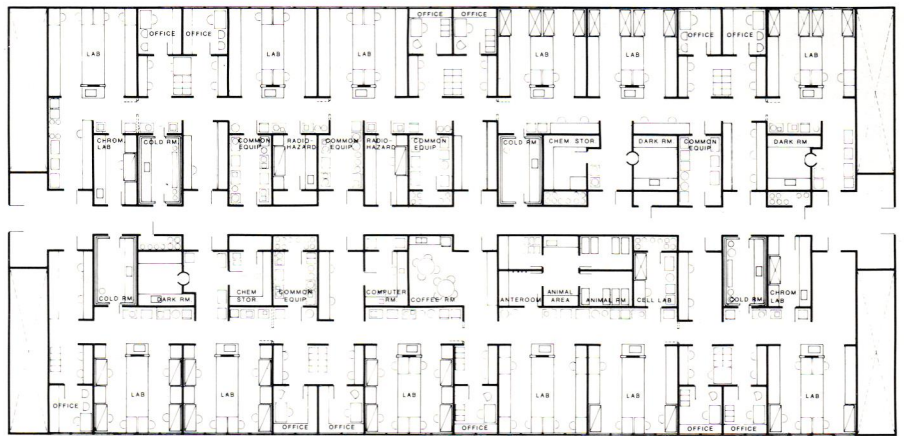 OFFICE OFFICE
OFFICE OFFICE OFFICE OFFICE
LAB LAB LAB LAB LAB LAB
CHROM LAB
COLD RM.
COMMON EQUIP.
RADIO-HAZARD
COMMON EQUIP.
RADIO-HAZARD
COMMON EQUIP.
COLD RM.
CHEM STOR.
DARK RM.
COMMON EQUIP.
DARK RM.
COLD RM.
DARK RM.
CHEM STOR
COMMON EQUIP
COMPUTER RM
COFFEE RM.
ANTEROOM
ANIMAL AREA
ANIMAL RM
CELL LAB
COLD RM.
CHROM LAB
LAB LAB LAB LAB LAB LAB
OFFICE
OFFICE OFFICE OFFICE OFFICE OFFICE